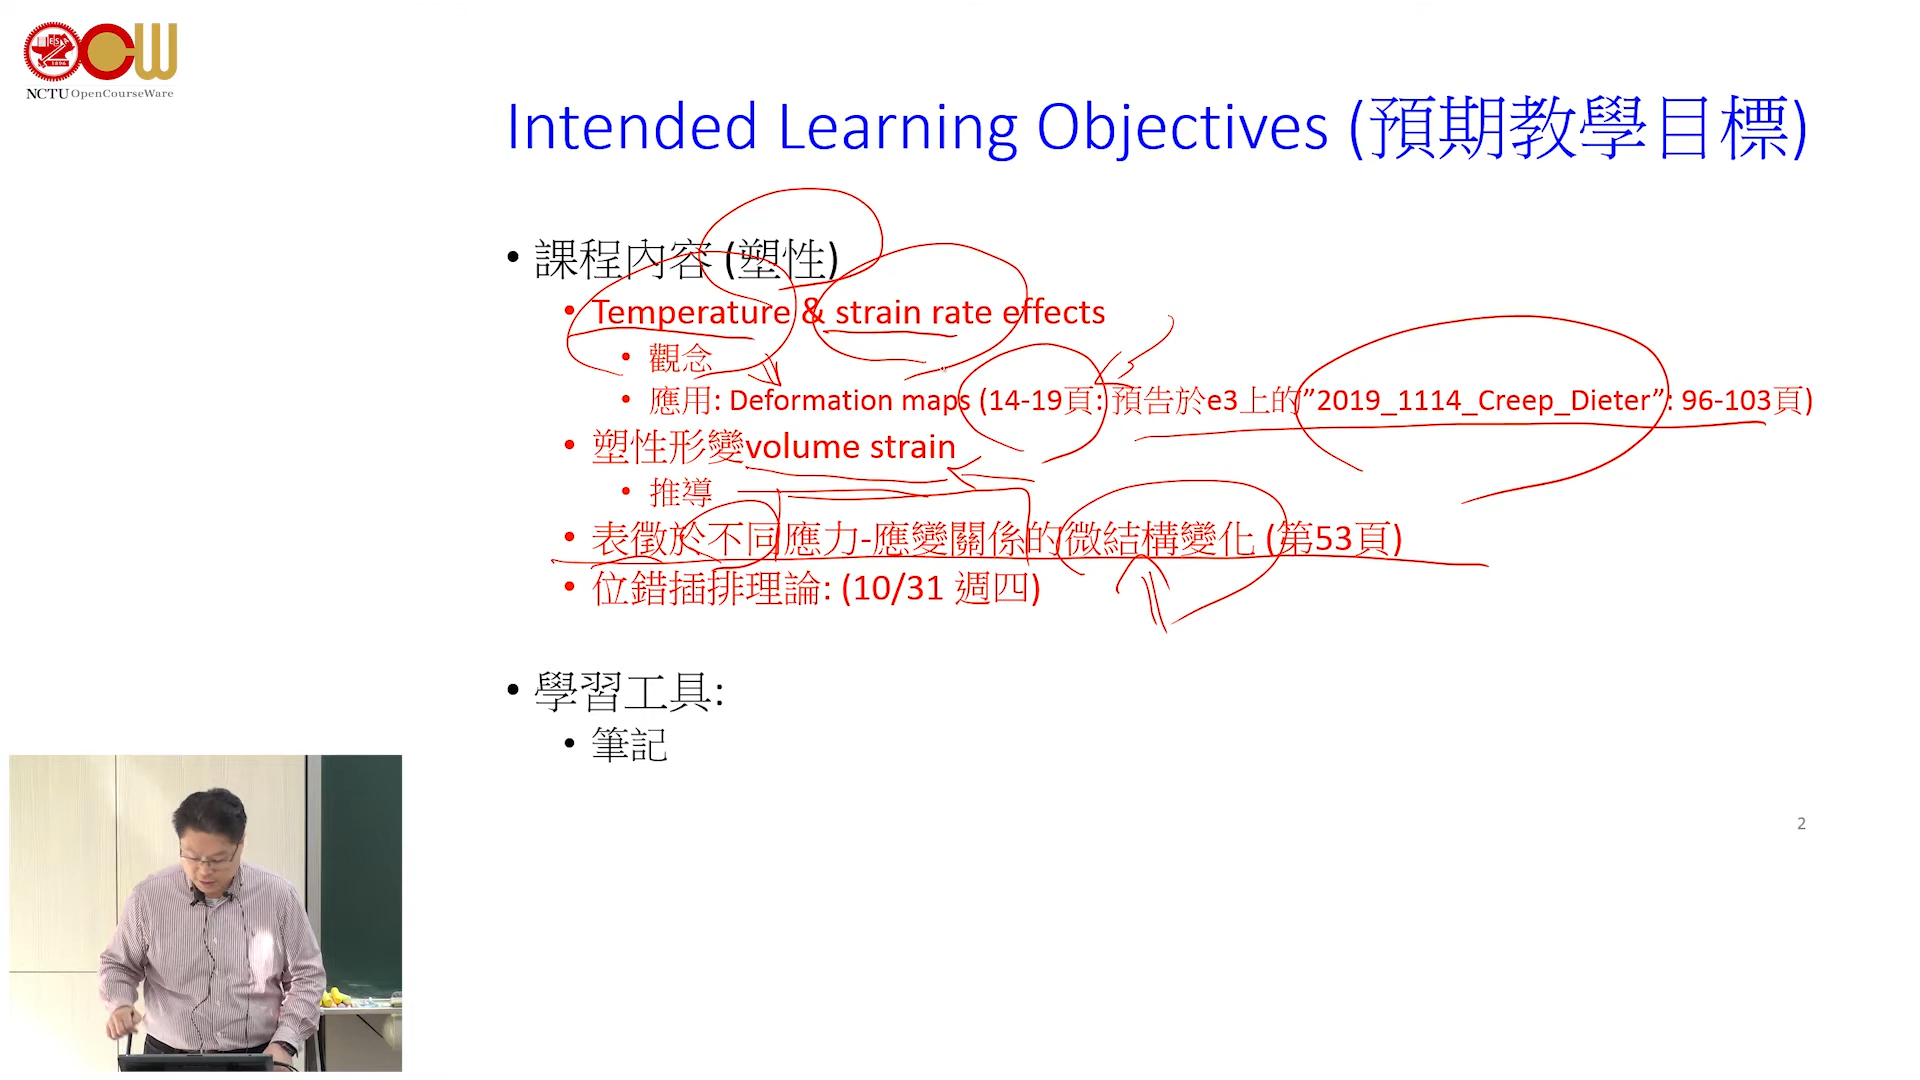 NCTU OpenCourseWare
Intended Learning Objectives (預期教學目標)
• 課程內容 (塑性)
• Temperature & strain rate effects
• 觀念
• 應用: Deformation maps (14-19頁: 預告於e3上的”2019_1114_Creep_Dieter”: 96-103頁)
• 塑性形變volume strain
• 推導
• 表徵於不同應力-應變關係的微結構變化 (第53頁)
• 位錯插排理論: (10/31 週四)
• 學習工具:
• 筆記
2